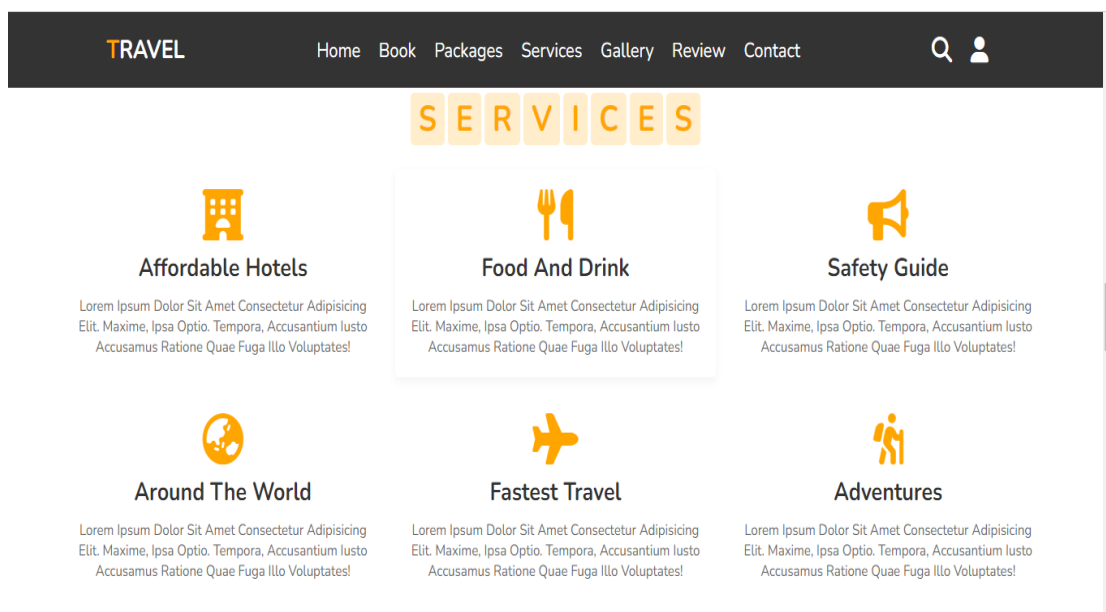 TRAVEL Home Book Packages Services Gallery Review Contact
SERVICES
Affordable Hotels
Lorem Ipsum Dolor Sit Amet Consectetur Adipisicing
Elit. Maxime, Ipsa Optio. Tempora, Accusantium Iusto
Accusamus Ratione Quae Fuga Illo Voluptates!
Food And Drink
Lorem Ipsum Dolor Sit Amet Consectetur Adipisicing
Elit. Maxime, Ipsa Optio. Tempora, Accusantium Iusto
Accusamus Ratione Quae Fuga Illo Voluptates!
Safety Guide
Lorem Ipsum Dolor Sit Amet Consectetur Adipisicing
Elit. Maxime, Ipsa Optio. Tempora, Accusantium Iusto
Accusamus Ratione Quae Fuga Illo Voluptates!
Around The World
Lorem Ipsum Dolor Sit Amet Consectetur Adipisicing
Elit. Maxime, Ipsa Optio. Tempora, Accusantium Iusto
Accusamus Ratione Quae Fuga Illo Voluptates!
Fastest Travel
Lorem Ipsum Dolor Sit Amet Consectetur Adipisicing
Elit. Maxime, Ipsa Optio. Tempora, Accusantium Iusto
Accusamus Ratione Quae Fuga Illo Voluptates!
Adventures
Lorem Ipsum Dolor Sit Amet Consectetur Adipisicing
Elit. Maxime, Ipsa Optio. Tempora, Accusantium Iusto
Accusamus Ratione Quae Fuga Illo Voluptates!